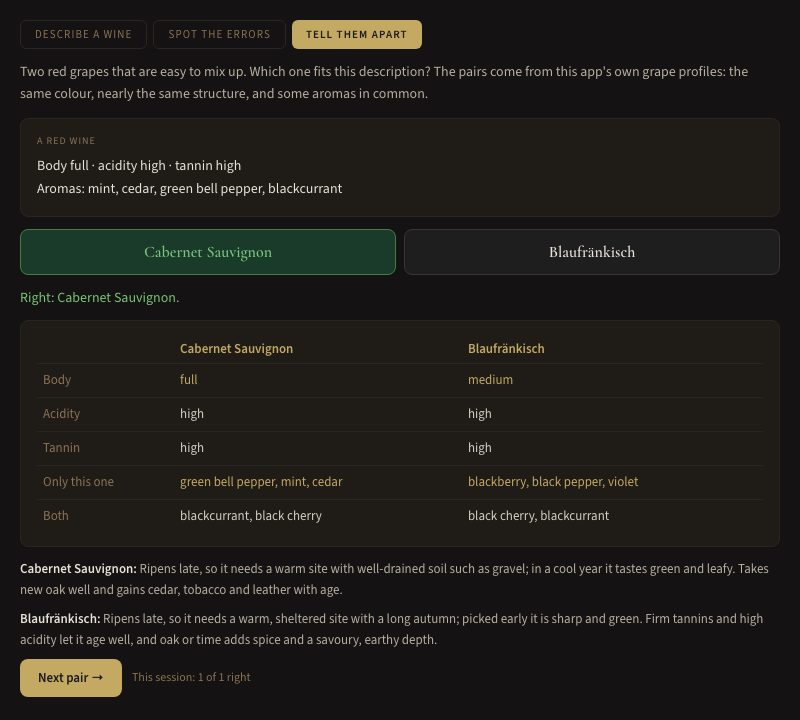 DESCRIBE A WINE SPOT THE ERRORS TELL THEM APART
Two red grapes that are easy to mix up. Which one fits this description? The pairs come from this app's own grape profiles: the
same colour, nearly the same structure, and some aromas in common.
A RED WINE
Body full · acidity high · tannin high
Aromas: mint, cedar, green bell pepper, blackcurrant
Cabernet Sauvignon Blaufränkisch
Right: Cabernet Sauvignon.
Cabernet Sauvignon Blaufränkisch
Body full medium
Acidity high high
Tannin high high
Only this one green bell pepper, mint, cedar blackberry, black pepper, violet
Both blackcurrant, black cherry black cherry, blackcurrant
Cabernet Sauvignon: Ripens late, so it needs a warm site with well-drained soil such as gravel; in a cool year it tastes green and leafy. Takes
new oak well and gains cedar, tobacco and leather with age.
Blaufränkisch: Ripens late, so it needs a warm, sheltered site with a long autumn; picked early it is sharp and green. Firm tannins and high
acidity let it age well, and oak or time adds spice and a savoury, earthy depth.
Next pair → This session: 1 of 1 right